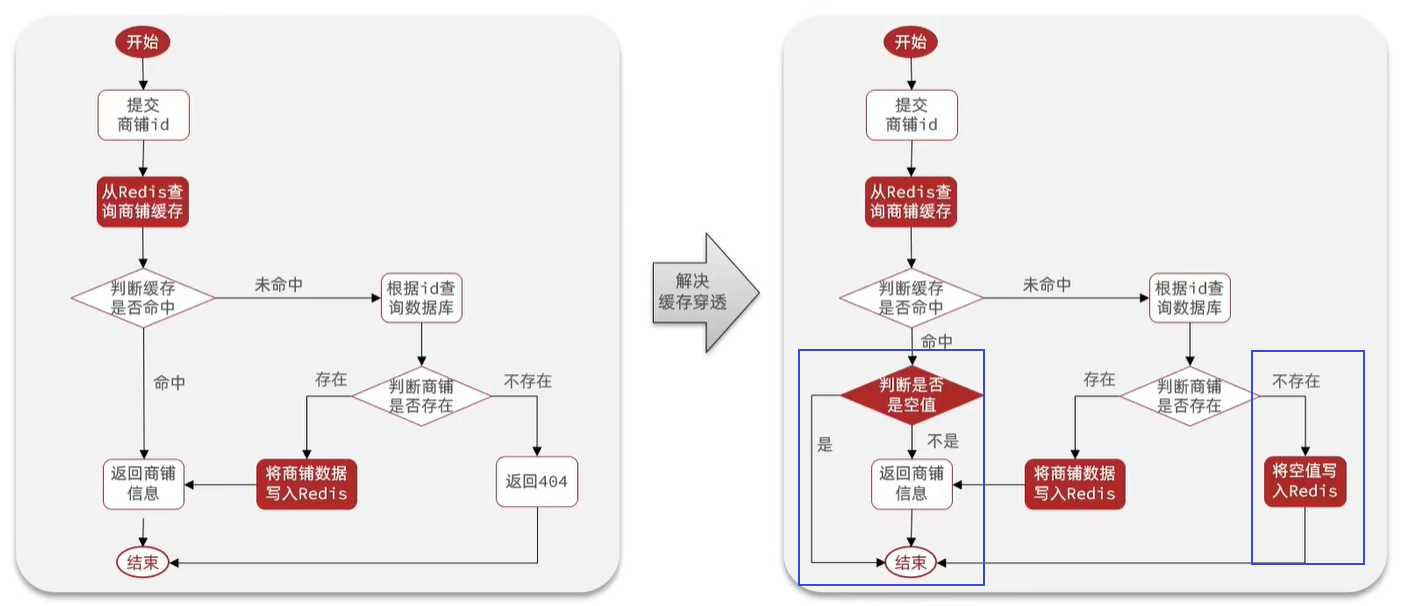 开始
提交
商铺id
从Redis查
询商铺缓存
判断缓存
是否命中
未命中
根据id查
询数据库
命中
存在
判断商铺
是否存在
不存在
返回商铺
信息
将商铺数据
写入Redis
返回404
结束
解决
缓存穿透
开始
提交
商铺id
从Redis查
询商铺缓存
判断缓存
是否命中
未命中
根据id查
询数据库
命中
判断是否
是空值
存在
判断商铺
是否存在
不存在
是
不是
返回商铺
信息
将商铺数据
写入Redis
将空值写
入Redis
结束